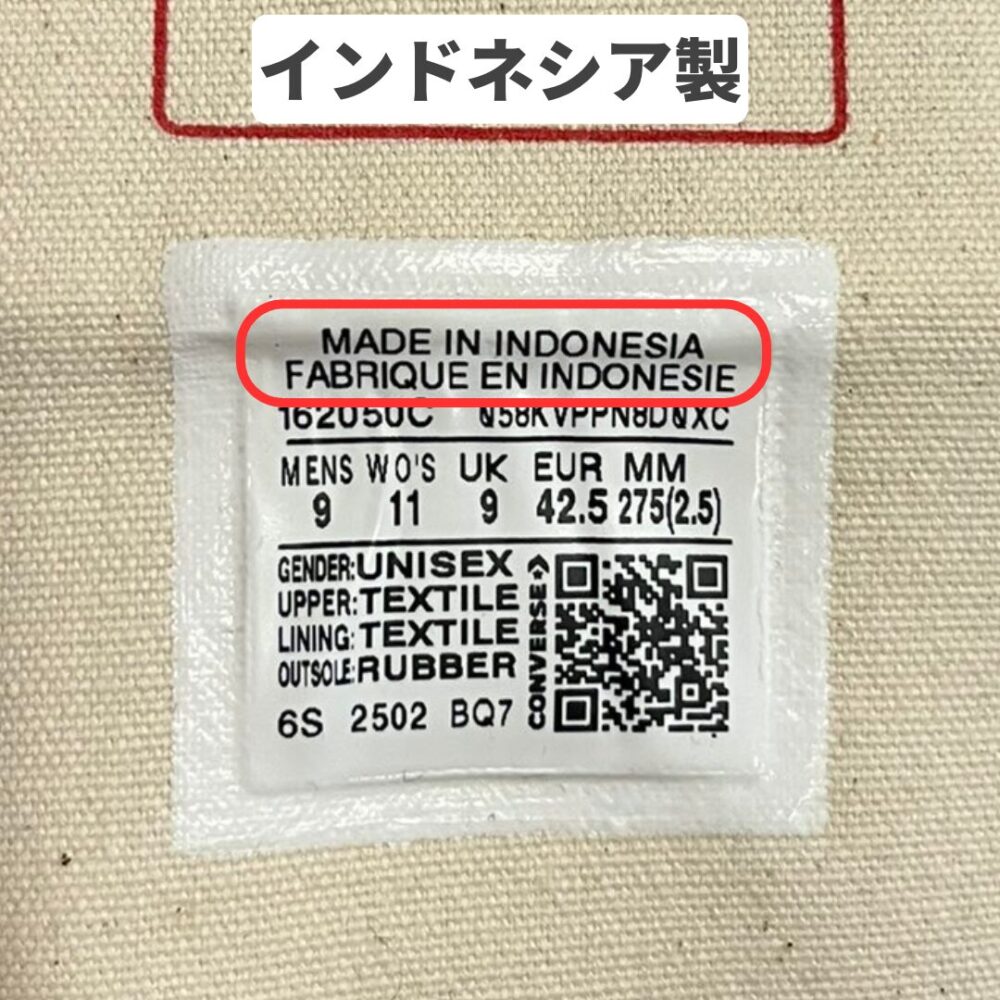 インドネシア製
MADE IN INDONESIA
FABRIQUE EN INDONESIE
162050C Q58KVPPN8DQXC
MENS WO'S UK EUR MM
9 11 9 42.5 275(2.5)
GENDER:UNISEX
UPPER:TEXTILE
LINING:TEXTILE
OUTSOLE:RUBBER
6S 2502 BQ7
CONVERSE